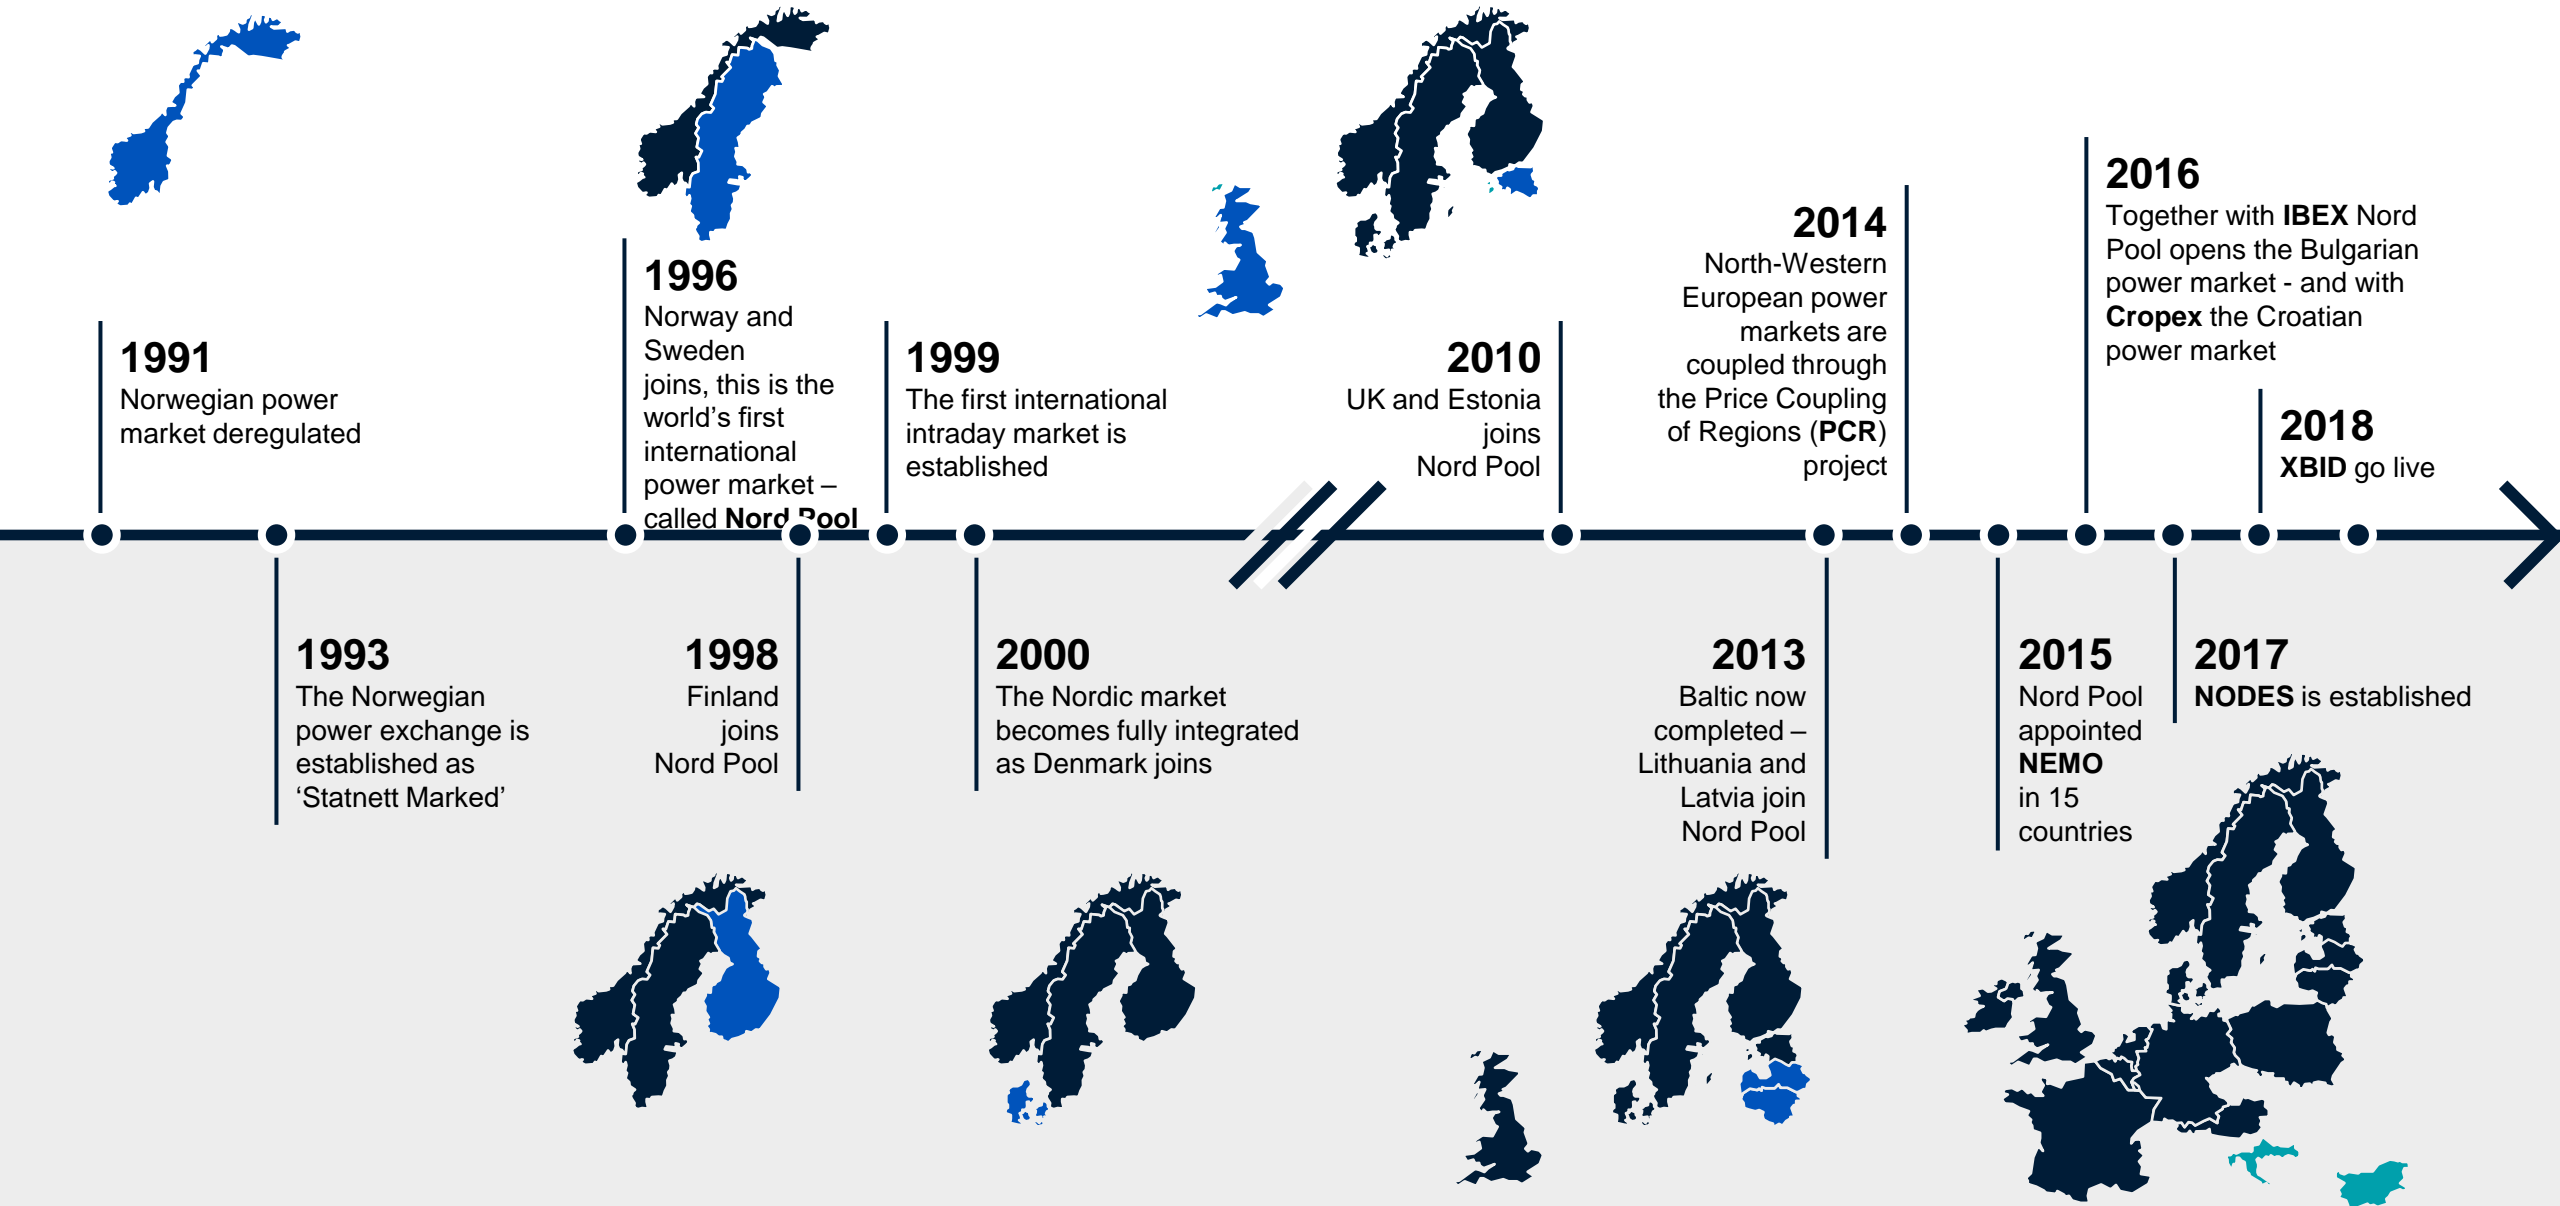 1991
Norwegian power
market deregulated
1996
Norway and
Sweden
joins, this is the
world’s first
international
power market –
called Nord Pool
1999
The first international
intraday market is
established
2010
UK and Estonia
joins
Nord Pool
2014
North-Western
European power
markets are
coupled through
the Price Coupling
of Regions (PCR)
project
2016
Together with IBEX Nord
Pool opens the Bulgarian
power market - and with
Cropex the Croatian
power market
2018
XBID go live
1993
The Norwegian
power exchange is
established as
‘Statnett Marked’
1998
Finland
joins
Nord Pool
2000
The Nordic market
becomes fully integrated
as Denmark joins
2013
Baltic now
completed –
Lithuania and
Latvia join
Nord Pool
2015
Nord Pool
appointed
NEMO
in 15
countries
2017
NODES is established